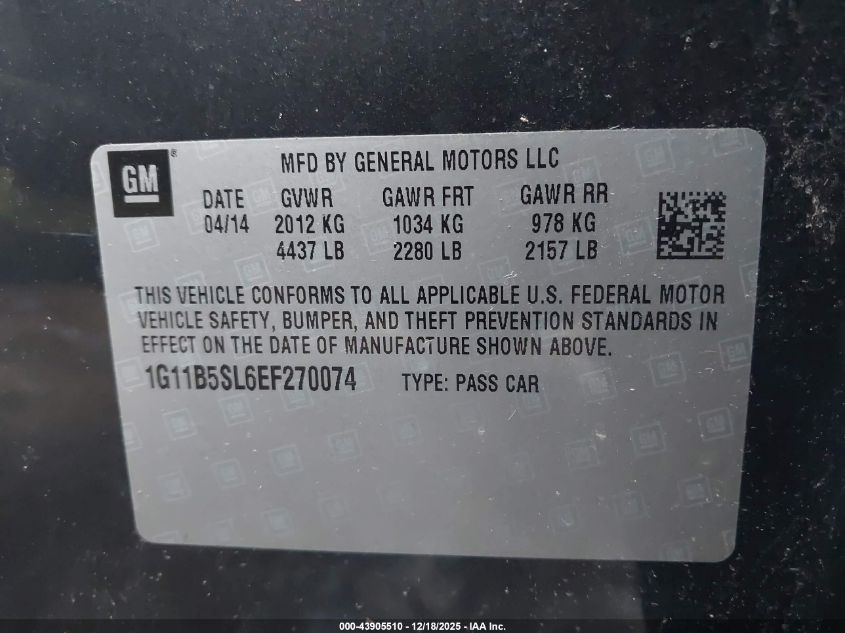 GM ®
MFD BY GENERAL MOTORS LLC
DATE GVWR GAWR FRT GAWR RR
04/14 2012 KG 1034 KG 978 KG
4437 LB 2280 LB 2157 LB
THIS VEHICLE CONFORMS TO ALL APPLICABLE U.S. FEDERAL MOTOR
VEHICLE SAFETY, BUMPER, AND THEFT PREVENTION STANDARDS IN
EFFECT ON THE DATE OF MANUFACTURE SHOWN ABOVE.
1G11B5SL6EF270074 TYPE: PASS CAR
000-43905510 - 12/18/2025 - IAA Inc.